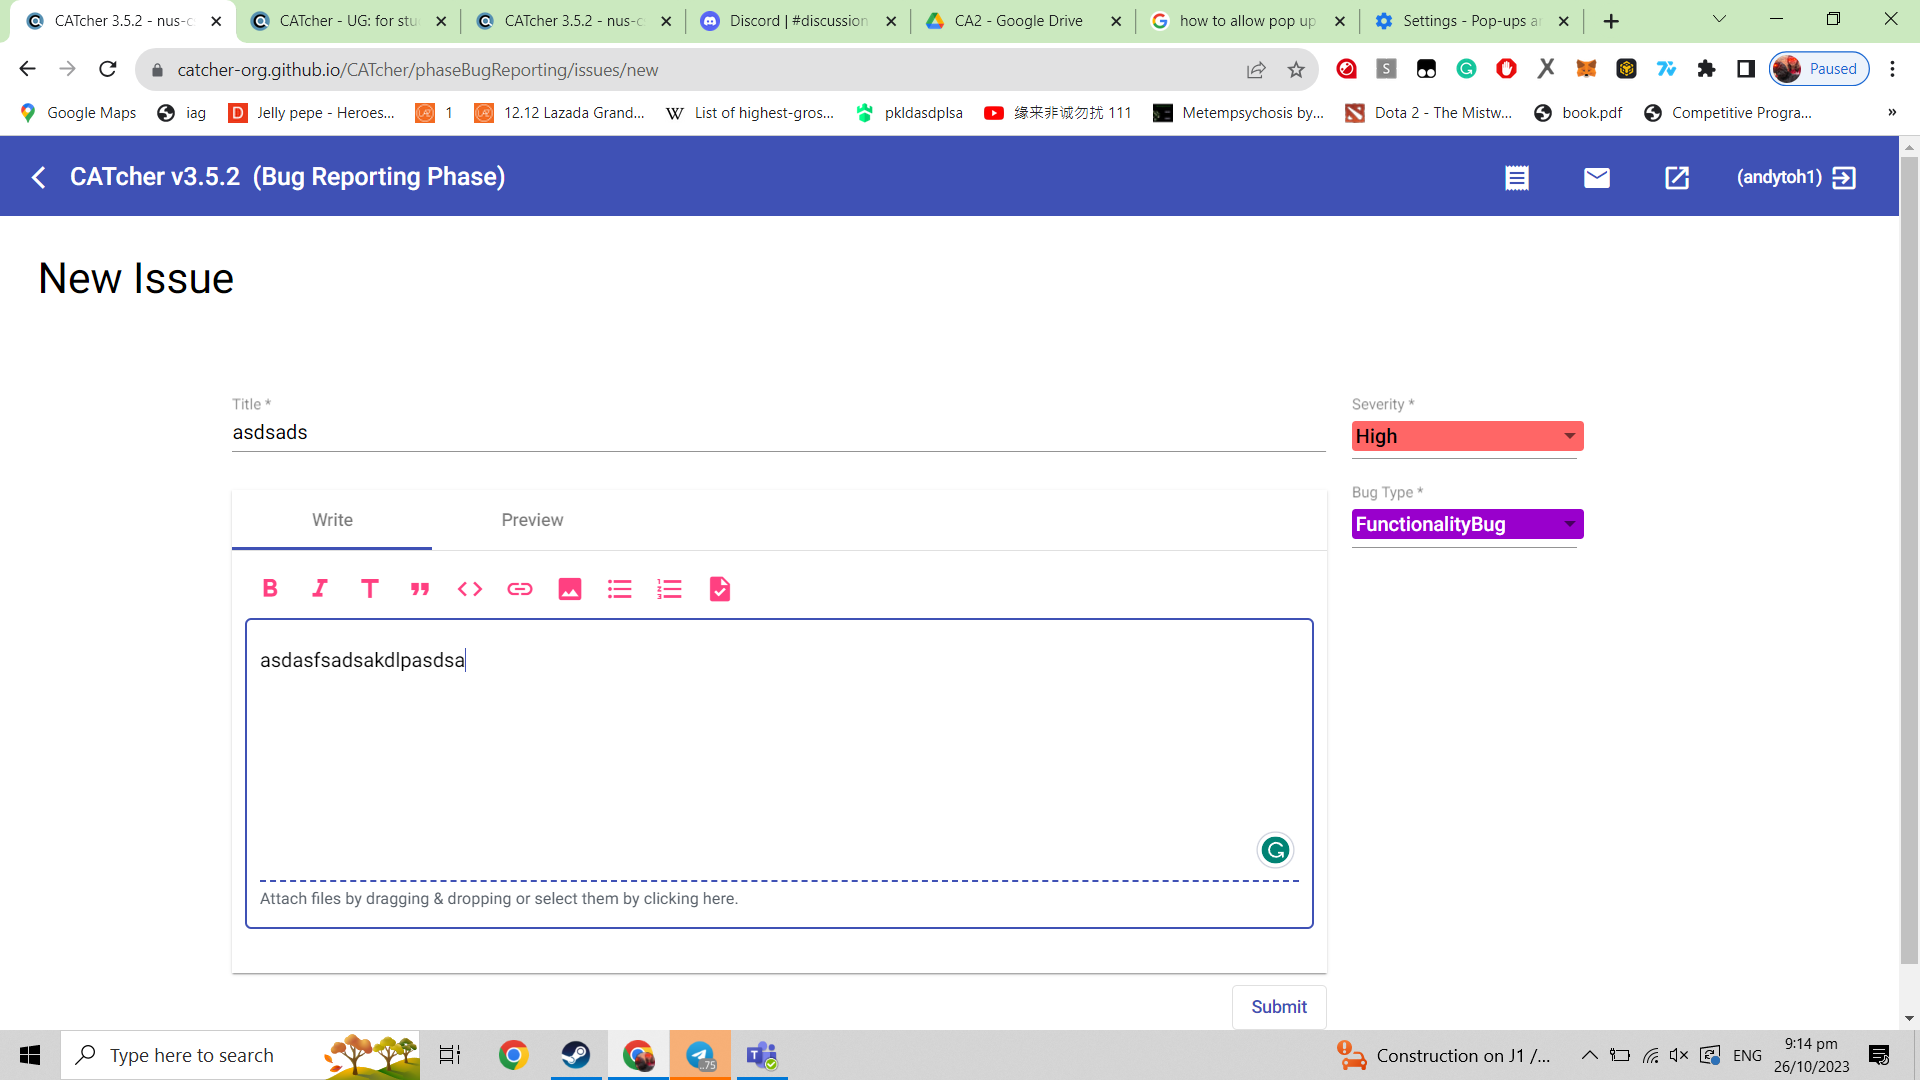 CATcher 3.5.2 - nus-c
CATcher - UG: for stu
CATcher 3.5.2 - nus-c
Discord | #discussion
CA2 - Google Drive
how to allow pop up
Settings - Pop-ups a
catcher-org.github.io/CATcher/phaseBugReporting/issues/new
Paused
Google Maps
iag
Jelly pepe - Heroes...
1
12.12 Lazada Grand...
List of highest-gros...
pkldasdplsa
缘来非诚勿扰 111
Metempsychosis by...
Dota 2 - The Mistw...
book.pdf
Competitive Progra...
»
CATcher v3.5.2 (Bug Reporting Phase)
(andytoh1)
New Issue
Title *
asdsads
Severity *
High
Bug Type *
FunctionalityBug
Write
Preview
asdasfsadsakdlpasdsa
Attach files by dragging & dropping or select them by clicking here.
Submit
Type here to search
..75
Construction on J1 /...
ENG
9:14 pm
26/10/2023